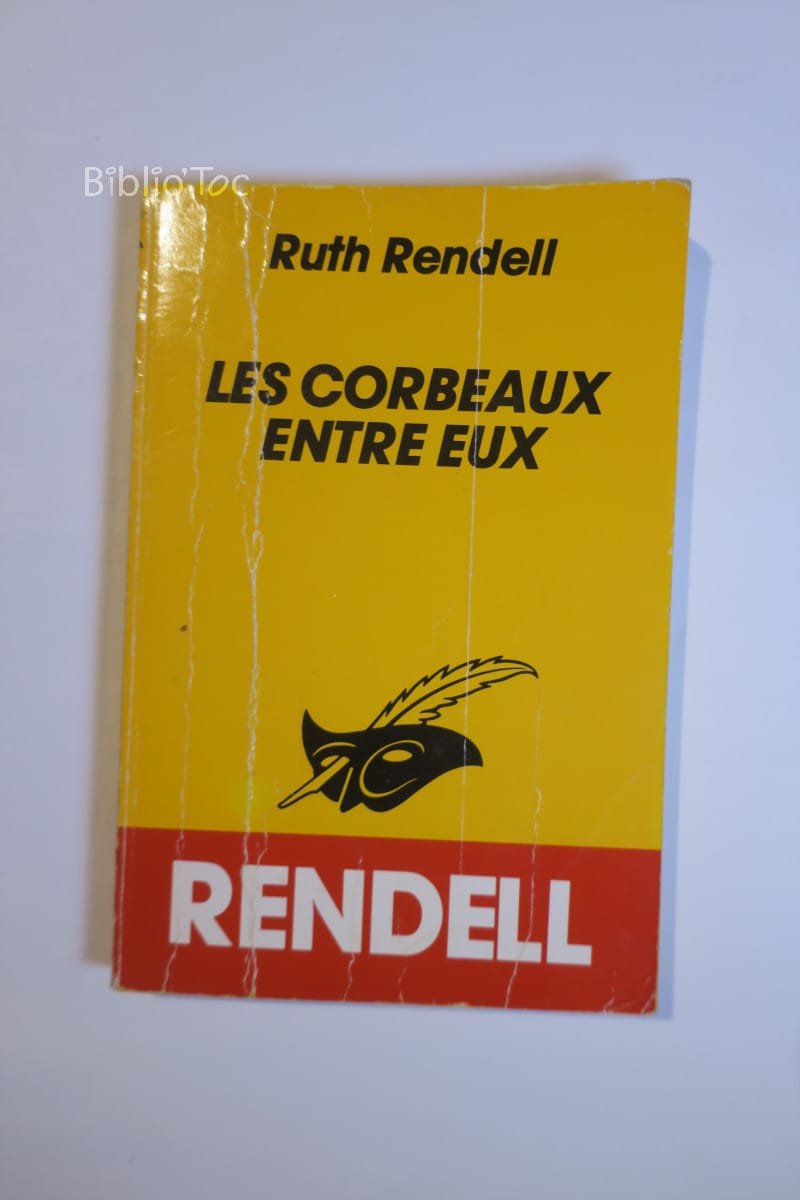 Biblio'Toc
Ruth Rendell
LES CORBEAUX
ENTRE EUX
RENDELL